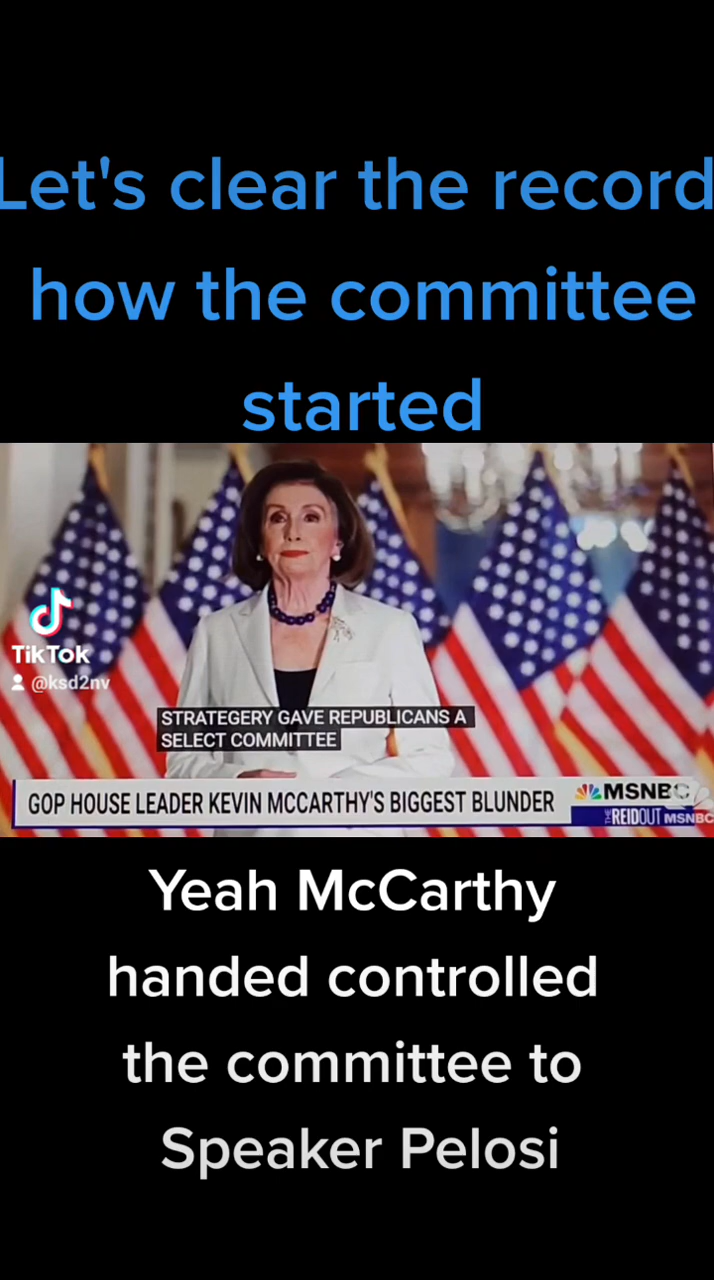 Let's clear the record
how the committee
started
TikTok
@ksd2nv
STRATEGERY GAVE REPUBLICANS A
SELECT COMMITTEE
GOP HOUSE LEADER KEVIN MCCARTHY'S BIGGEST BLUNDER
MSNBC
THE REIDOUT MSNBC
Yeah McCarthy
handed controlled
the committee to
Speaker Pelosi